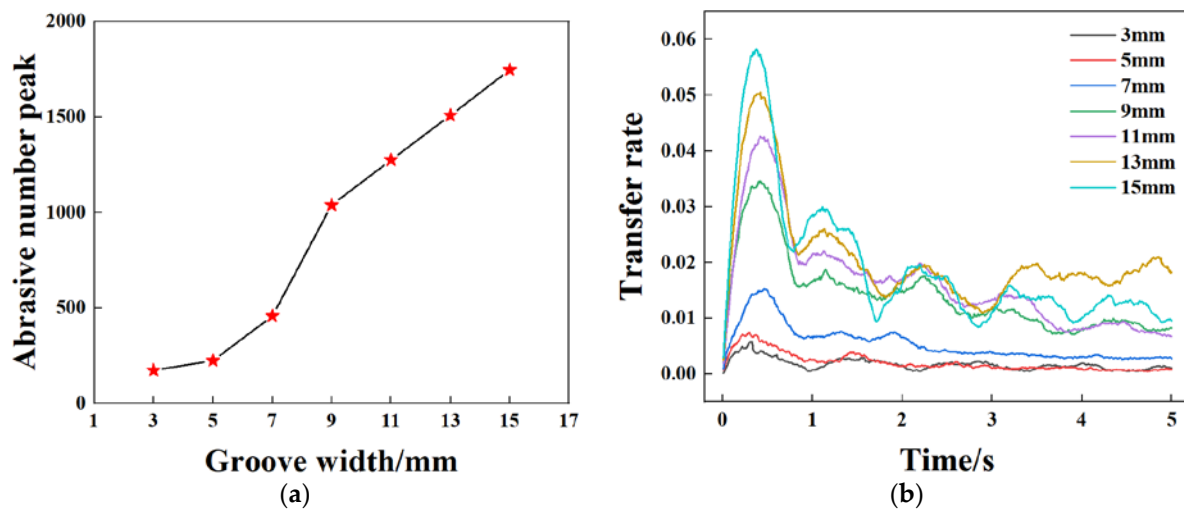 2000
1500
1000
500
0
1 3 5 7 9 11 13 15 17
Abrasive number peak
Groove width/mm
(a)
0.06
0.05
0.04
0.03
0.02
0.01
0.00
0 1 2 3 4 5
Transfer rate
Time/s
3mm
5mm
7mm
9mm
11mm
13mm
15mm
(b)